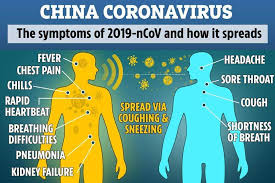 CHINA CORONAVIRUS
The symptoms of 2019-nCoV and how it spreads
FEVER
CHEST PAIN
CHILLS
RAPID
HEARTBEAT
BREATHING
DIFFICULTIES
PNEUMONIA
KIDNEY FAILURE
SPREAD VIA
COUGHING &
SNEEZING
HEADACHE
SORE THROAT
COUGH
SHORTNESS
OF BREATH